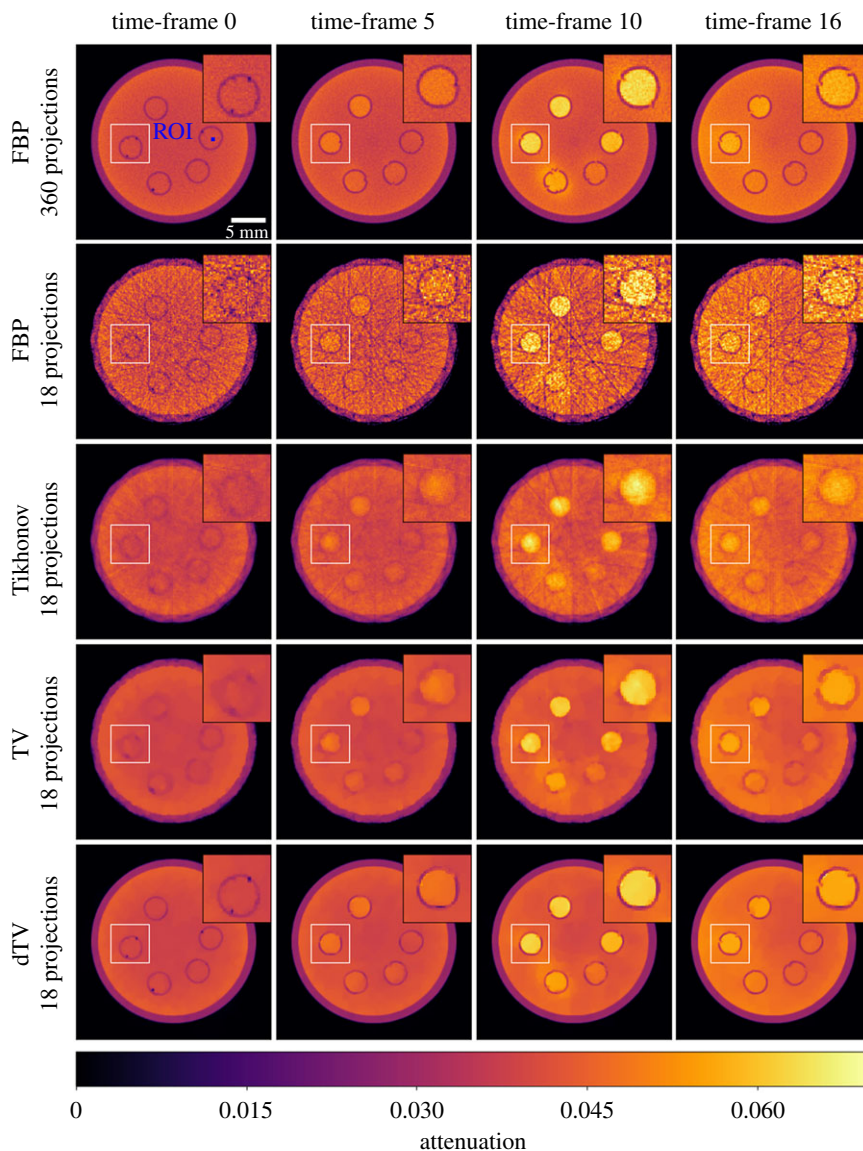 time-frame 0
time-frame 5
time-frame 10
time-frame 16
FBP
360 projections
ROI
5 mm
FBP
18 projections
Tikhonov
18 projections
TV
18 projections
dTV
18 projections
0
0.015
0.030
0.045
0.060
attenuation